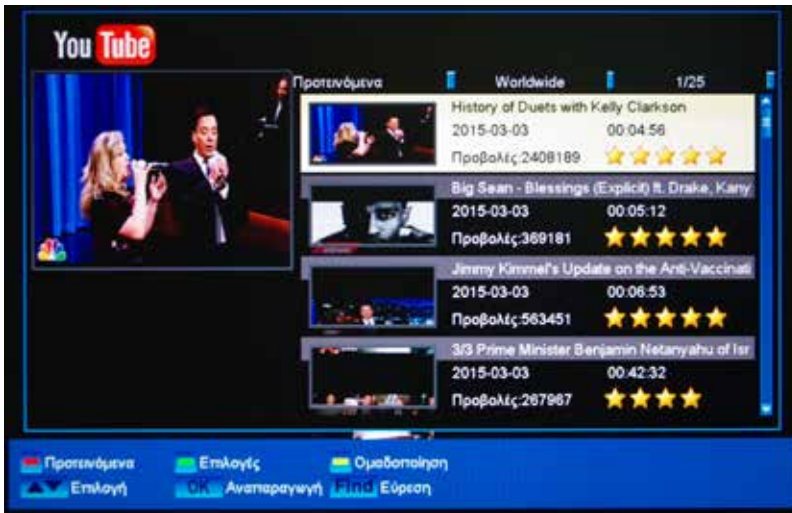 You Tube
Προτεινόμενα Worldwide 1/25
History of Duets with Kelly Clarkson
2015-03-03 00:04:56
Προβολές:2408189
Big Sean - Blessings (Explicit) ft. Drake, Kany
2015-03-03 00:05:12
Προβολές:369181
Jimmy Kimmel's Update on the Anti-Vaccinati
2015-03-03 00:06:53
Προβολές:563451
3/3 Prime Minister Benjamin Netanyahu of Isr
2015-03-03 00:42:32
Προβολές:267967
Προτεινόμενα Επιλογές Ομαδοποίηση
Επιλογή OK Αναπαραγωγή Find Εύρεση